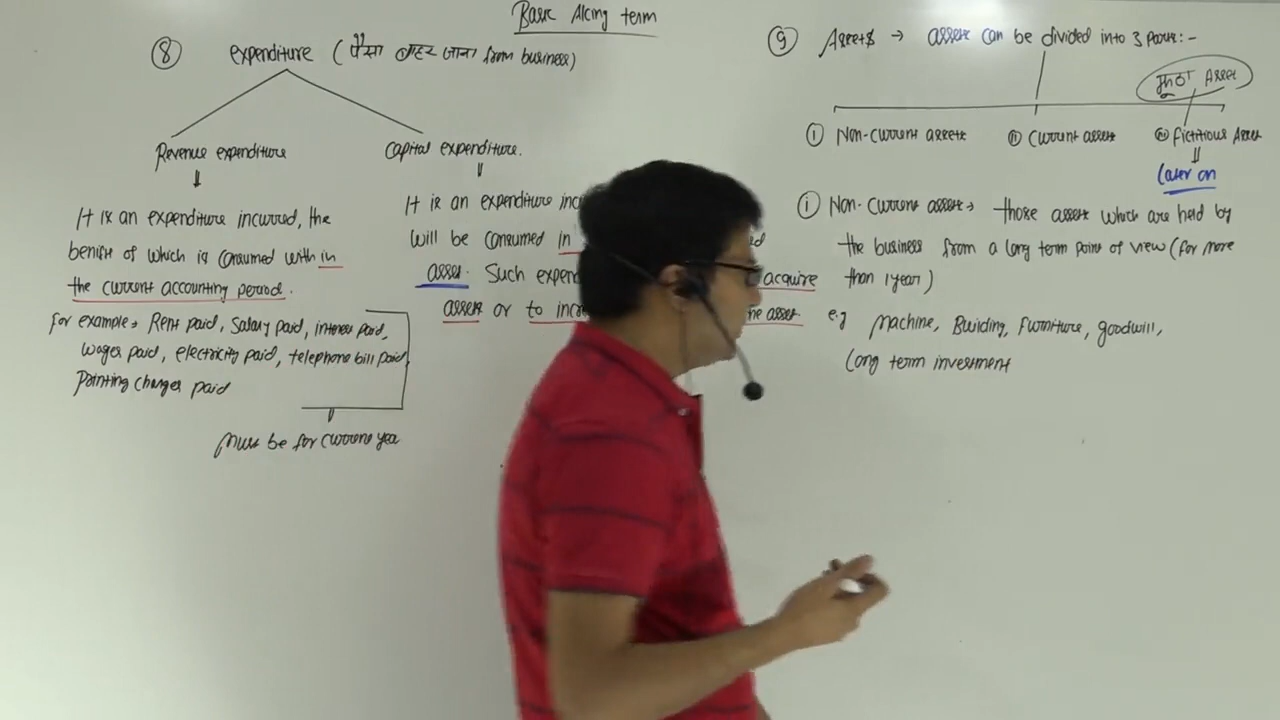 Basic A/cing term
⑧ expenditure (पैसा बाहर जाना from business)
Revenue expenditure
Capital expenditure.
It is an expenditure incurred, the
benifit of which is consumed with in
the current accounting period.
for example → Rent paid, Salary paid, interest paid,
wages paid, electricity paid, telephone bill paid
Printing charges paid
Must be for current year
It is an expenditure
will be consumed in
asset. Such
acquire
assets or to
the asset.
⑨ Assets → assets can be divided into 3 parts:-
झूठा Asset
① Non-current assets
② Current asset
③ fictitious Asset
Later on
① Non-Current assets → those assets which are held by
the business from a long term point of view (for more
than 1 year)
e.g Machine, Building, Furniture, goodwill,
Long term investment